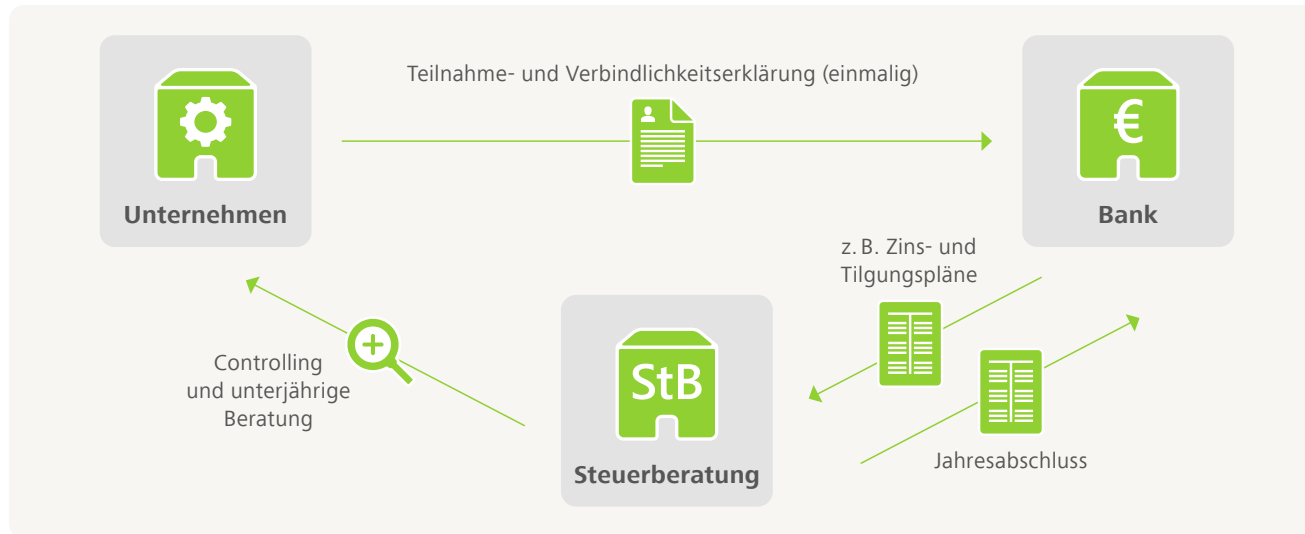 Teilnahme- und Verbindlichkeitserklärung (einmalig)
€
Unternehmen
Bank
z. B. Zins- und
Tilgungspläne
Controlling
und unterjährige
Beratung
StB
Jahresabschluss
Steuerberatung